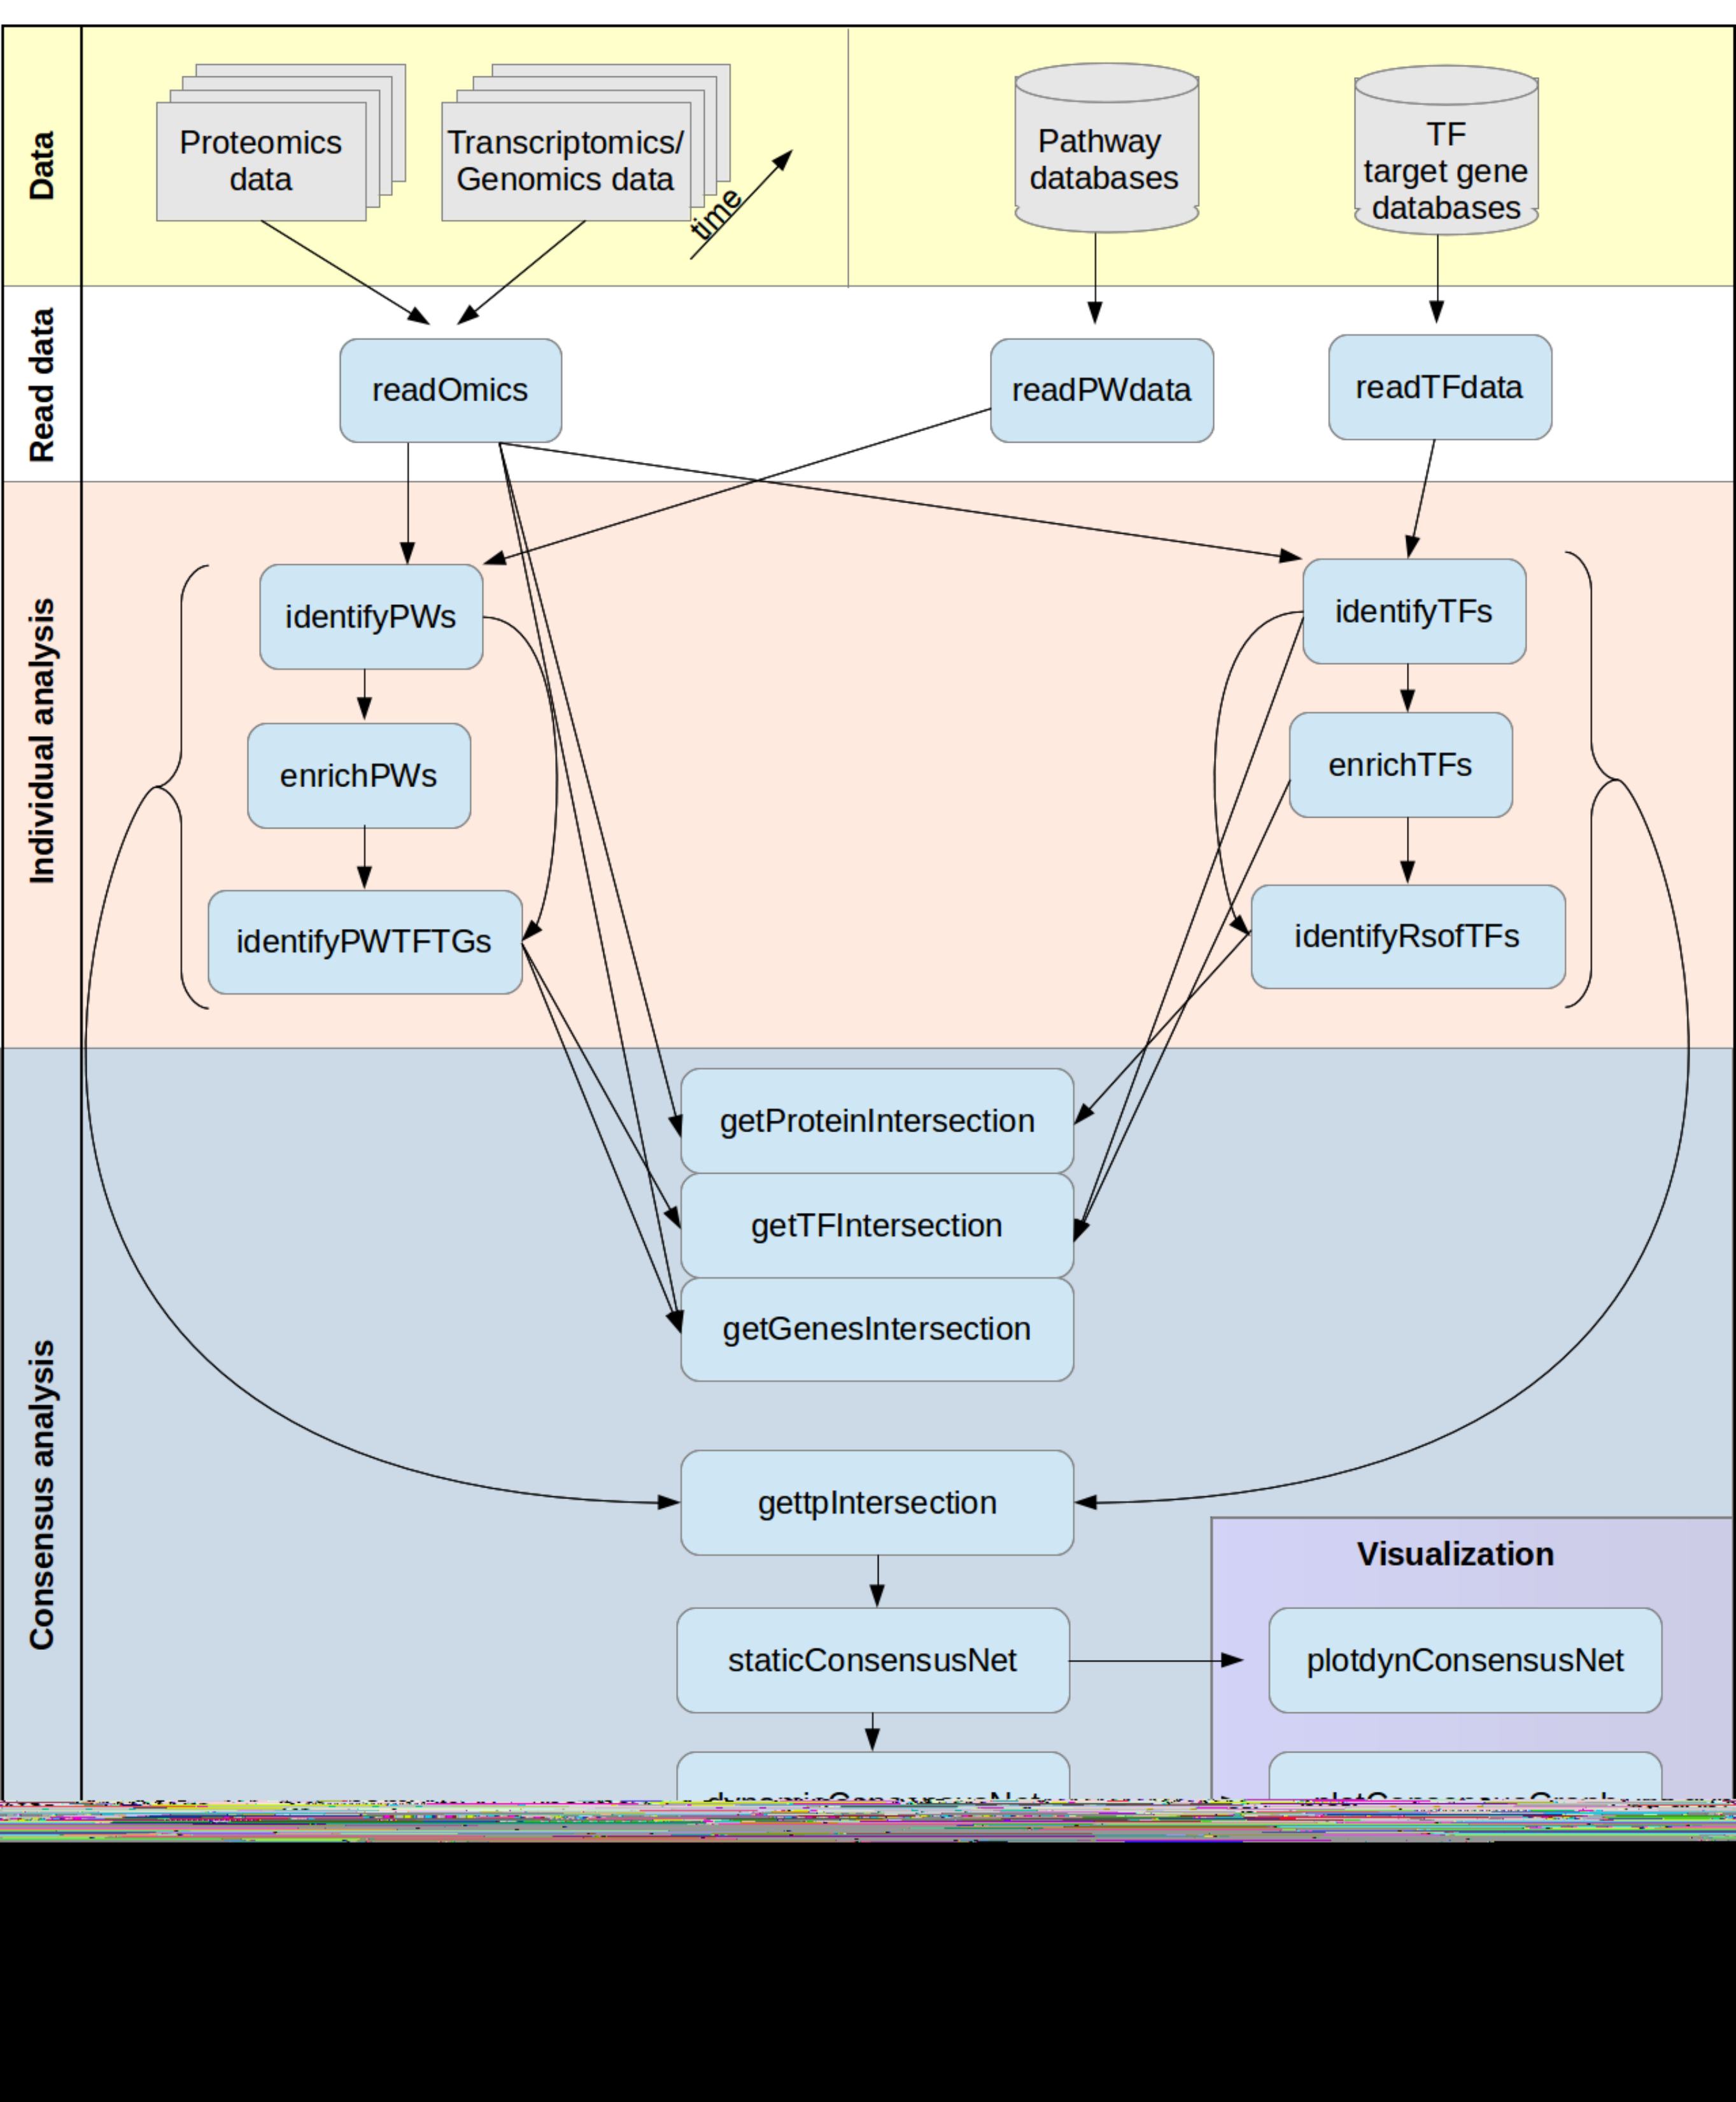 Data
Proteomics
data
Transcriptomics/
Genomics data
time
Pathway
databases
TF
target gene
databases
Read data
readOmics
readPWdata
readTFdata
Individual analysis
identifyPWs
identifyTFs
enrichPWs
enrichTFs
identifyPWTFTGs
identifyRsofTFs
Consensus analysis
getProteinIntersection
getTFIntersection
getGenesIntersection
gettpIntersection
Visualization
staticConsensusNet
plotdynConsensusNet